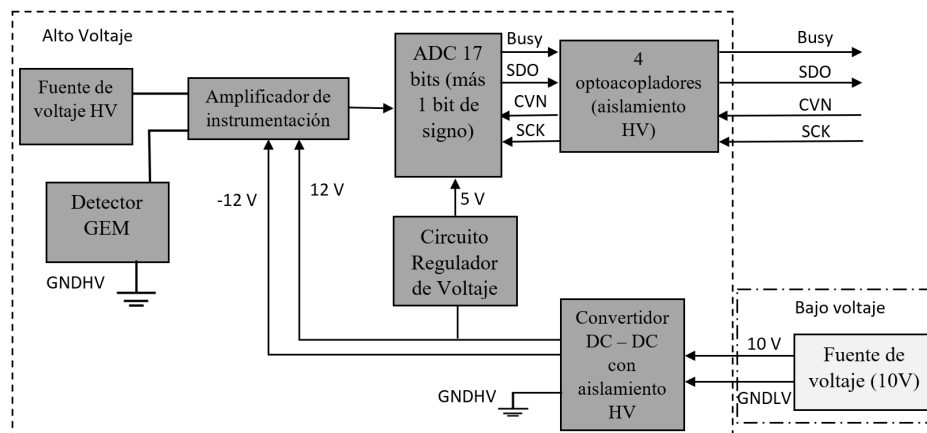 Alto Voltaje
Fuente de
voltaje HV
Amplificador de
instrumentación
ADC 17
bits (más
1 bit de
signo)
Busy
SDO
CVN
SCK
4
optoacopladores
(aislamiento
HV)
Busy
SDO
CVN
SCK
Detector
GEM
GNDHV
-12 V
12 V
5 V
Circuito
Regulador
de Voltaje
Convertidor
DC – DC
con
aislamiento
HV
GNDHV
Bajo voltaje
10 V
GNDLV
Fuente de
voltaje (10V)